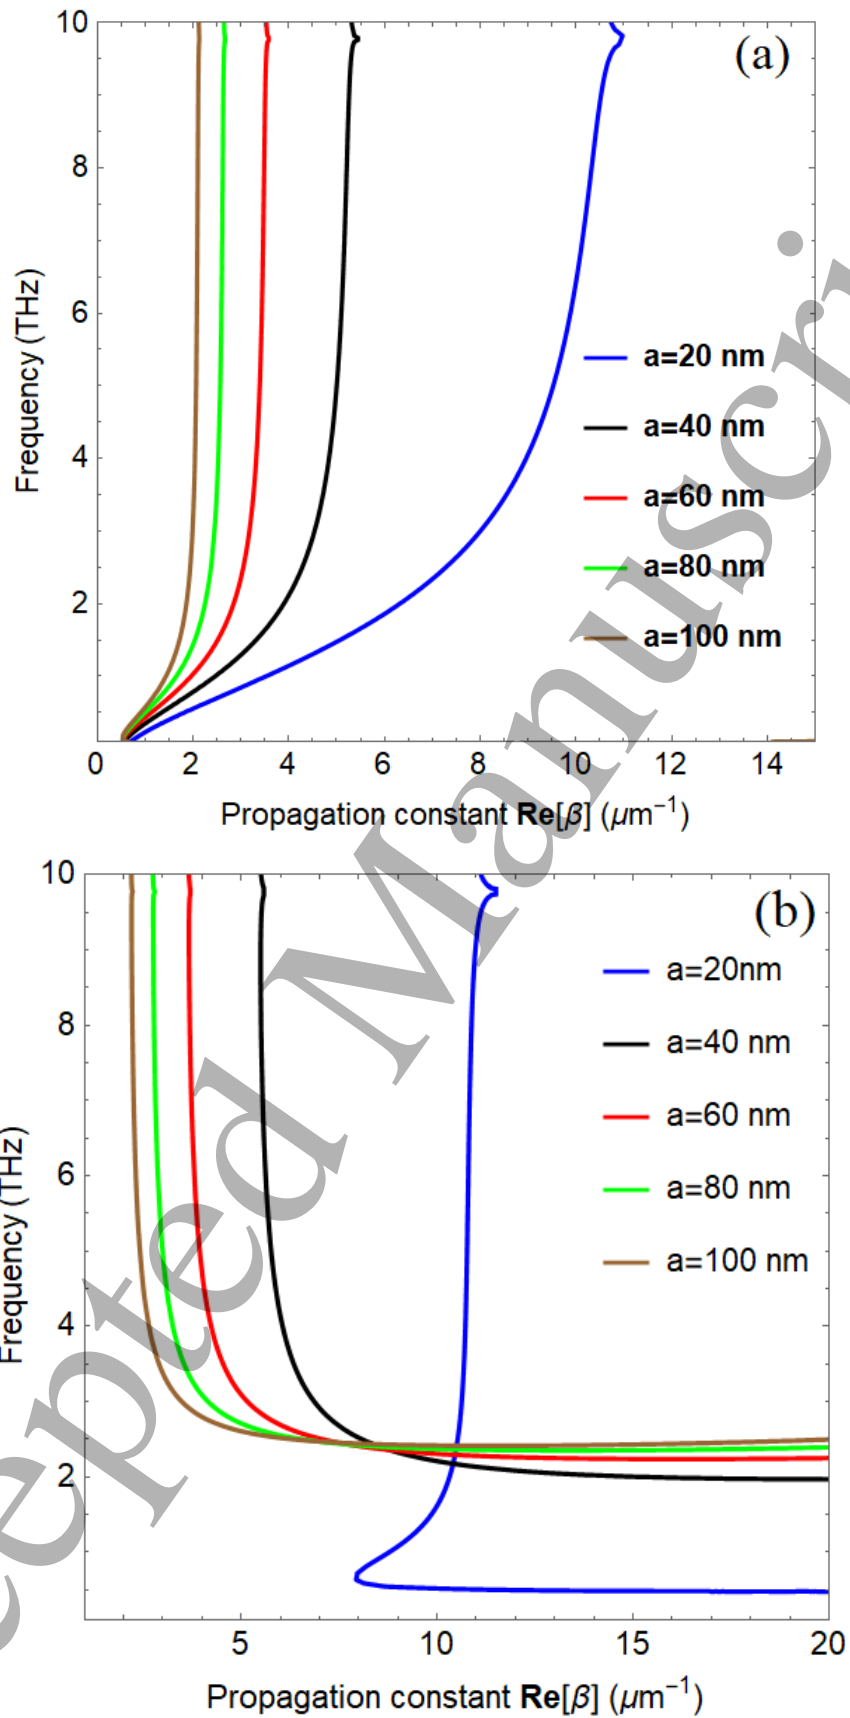 (a)
10
8
6
4
2
Frequency (THz)
a=20 nm
a=40 nm
a=60 nm
a=80 nm
a=100 nm
0 2 4 6 8 10 12 14
Propagation constant Re[β] (μm⁻¹)
(b)
10
8
6
4
2
Frequency (THz)
a=20nm
a=40 nm
a=60 nm
a=80 nm
a=100 nm
5 10 15 20
Propagation constant Re[β] (μm⁻¹)
epted Manuscri